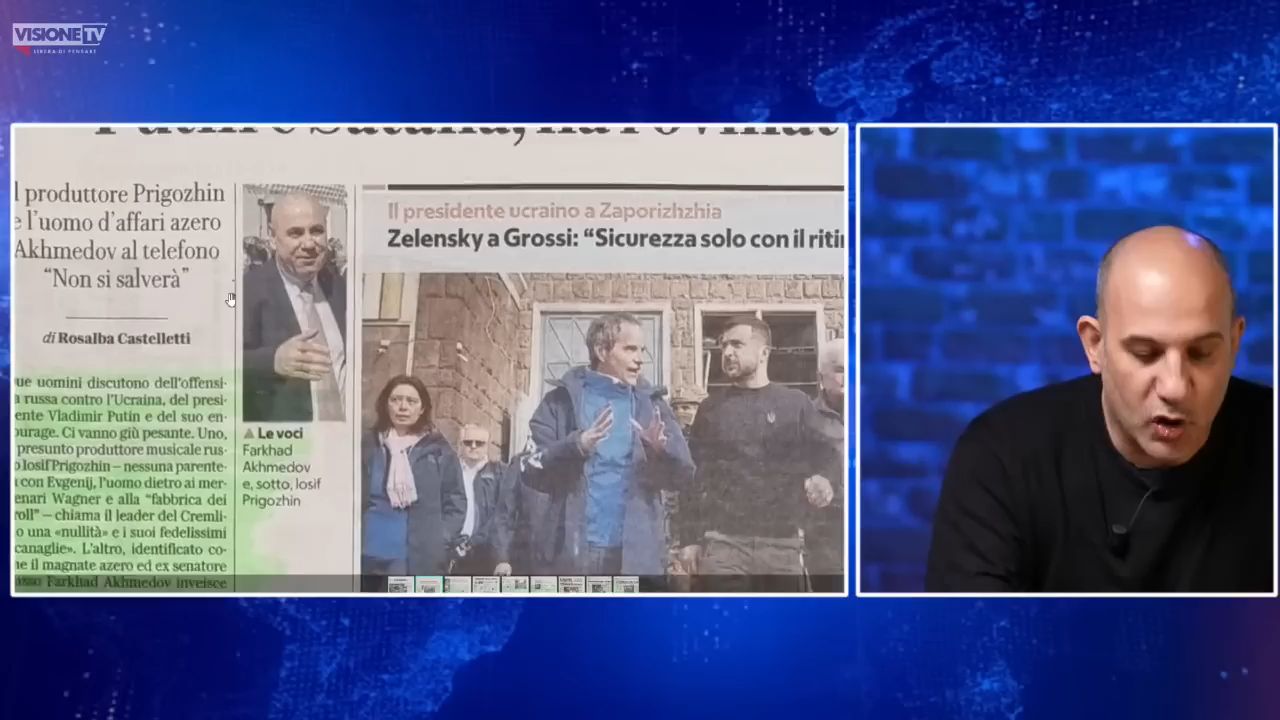 VISIONE TV
LIBERA DI PENSARE
l produttore Prigozhin
e l'uomo d'affari azero
Akhmedov al telefono
"Non si salverà"
di Rosalba Castelletti
ue uomini discutono dell'offensi-
a russa contro l'Ucraina, del presi-
ente Vladimir Putin e del suo en-
ourage. Ci vanno giù pesante. Uno,
presunto produttore musicale rus-
o Iosif Prigozhin – nessuna parente-
a con Evgenij, l'uomo dietro ai mer-
enari Wagner e alla "fabbrica dei
roll" – chiama il leader del Cremli-
o una «nullità» e i suoi fedelissimi
canaglie». L'altro, identificato co-
ne il magnate azero ed ex senatore
Farkhad Akhmedov inveisce
Le voci
Farkhad
Akhmedov
e, sotto, Iosif
Prigozhin
Il presidente ucraino a Zaporizhzhia
Zelensky a Grossi: "Sicurezza solo con il riti